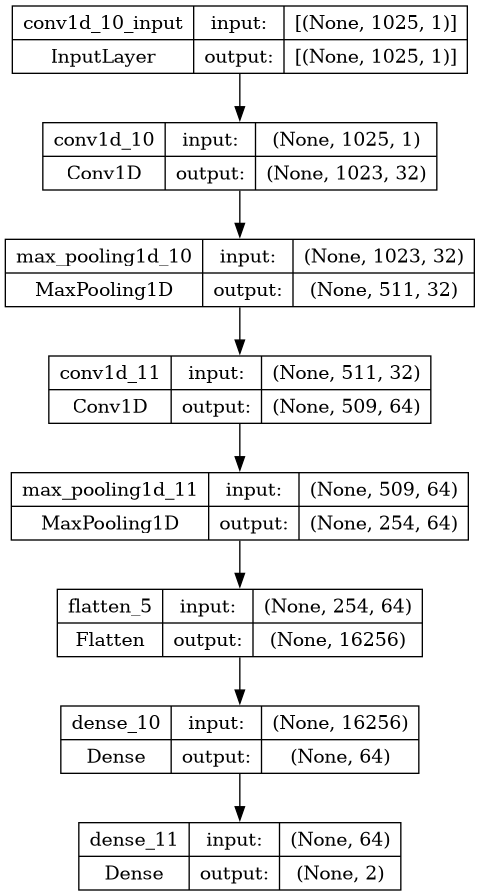 conv1d_10_input input: [(None, 1025, 1)]
InputLayer output: [(None, 1025, 1)]
conv1d_10 input: (None, 1025, 1)
Conv1D output: (None, 1023, 32)
max_pooling1d_10 input: (None, 1023, 32)
MaxPooling1D output: (None, 511, 32)
conv1d_11 input: (None, 511, 32)
Conv1D output: (None, 509, 64)
max_pooling1d_11 input: (None, 509, 64)
MaxPooling1D output: (None, 254, 64)
flatten_5 input: (None, 254, 64)
Flatten output: (None, 16256)
dense_10 input: (None, 16256)
Dense output: (None, 64)
dense_11 input: (None, 64)
Dense output: (None, 2)